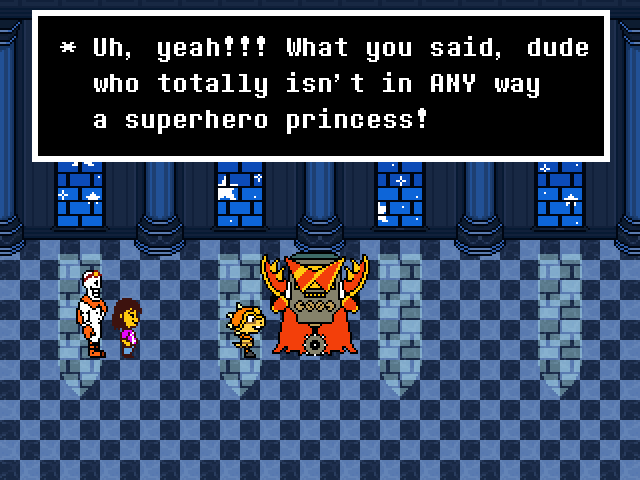 * Uh, yeah!!! What you said, dude
who totally isn't in ANY way
a superhero princess!